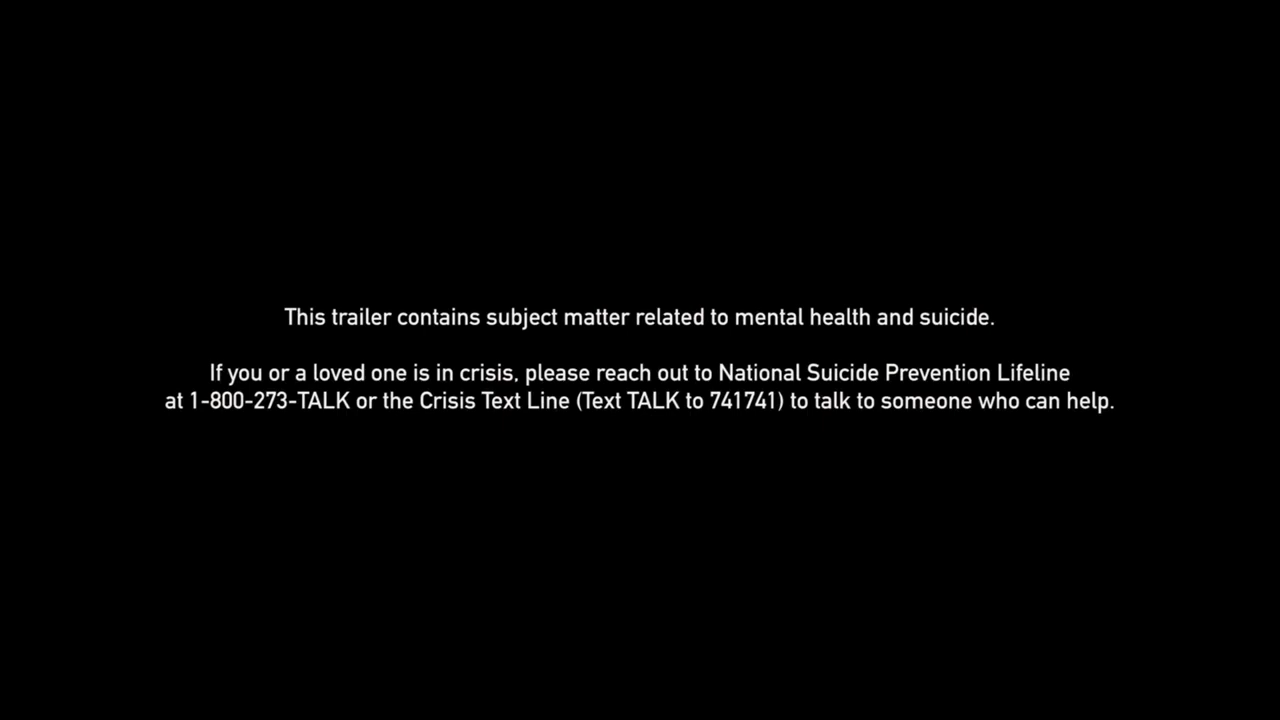 This trailer contains subject matter related to mental health and suicide.
If you or a loved one is in crisis, please reach out to National Suicide Prevention Lifeline
at 1-800-273-TALK or the Crisis Text Line (Text TALK to 741741) to talk to someone who can help.